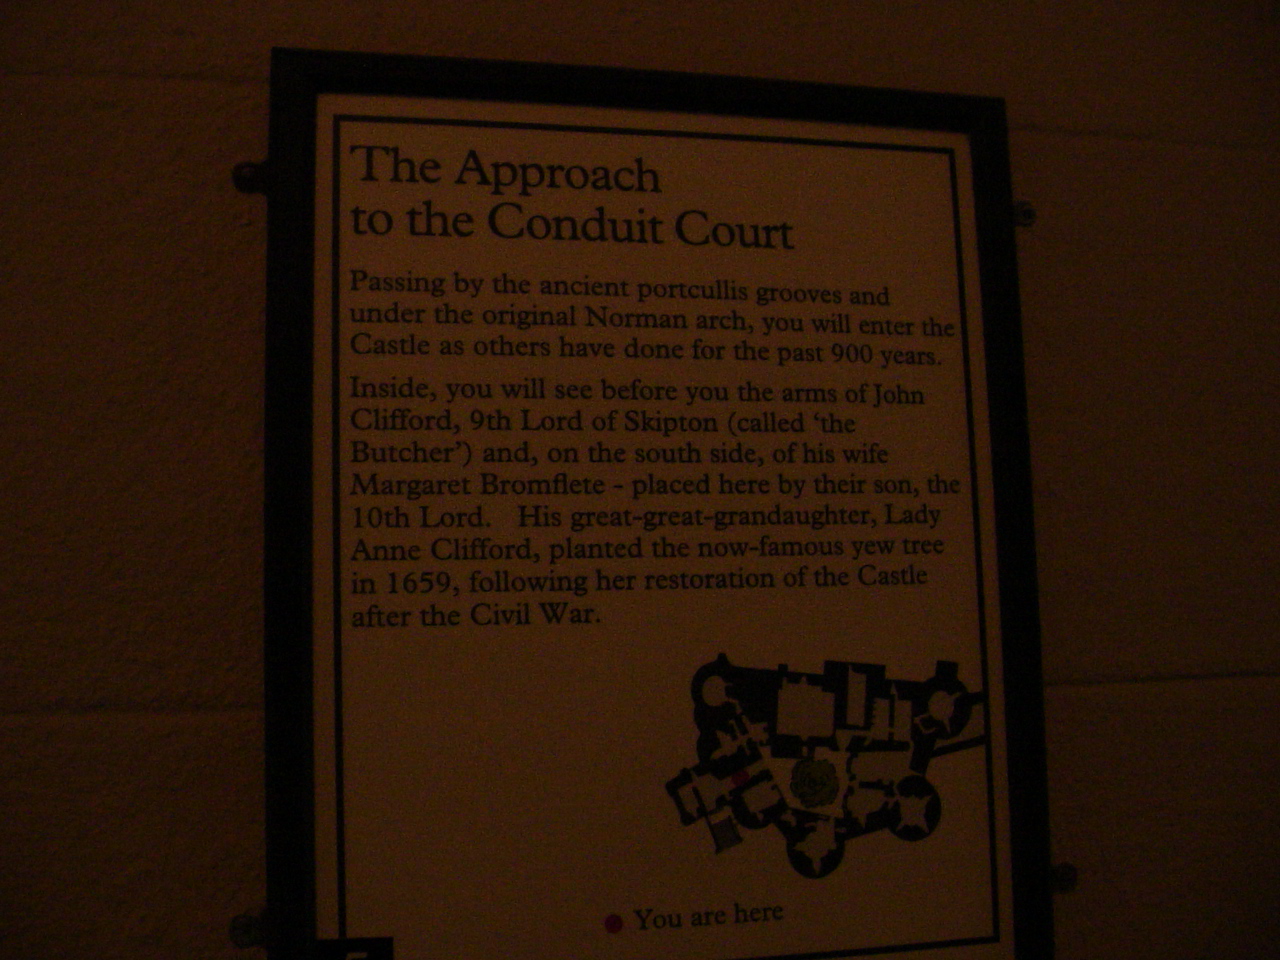 The Approach
to the Conduit Court
Passing by the ancient portcullis grooves and
under the original Norman arch, you will enter the
Castle as others have done for the past 900 years.
Inside, you will see before you the arms of John
Clifford, 9th Lord of Skipton (called ‘the
Butcher’) and, on the south side, of his wife
Margaret Bromflete - placed here by their son, the
10th Lord. His great-great-grandaughter, Lady
Anne Clifford, planted the now-famous yew tree
in 1659, following her restoration of the Castle
after the Civil War.
You are here